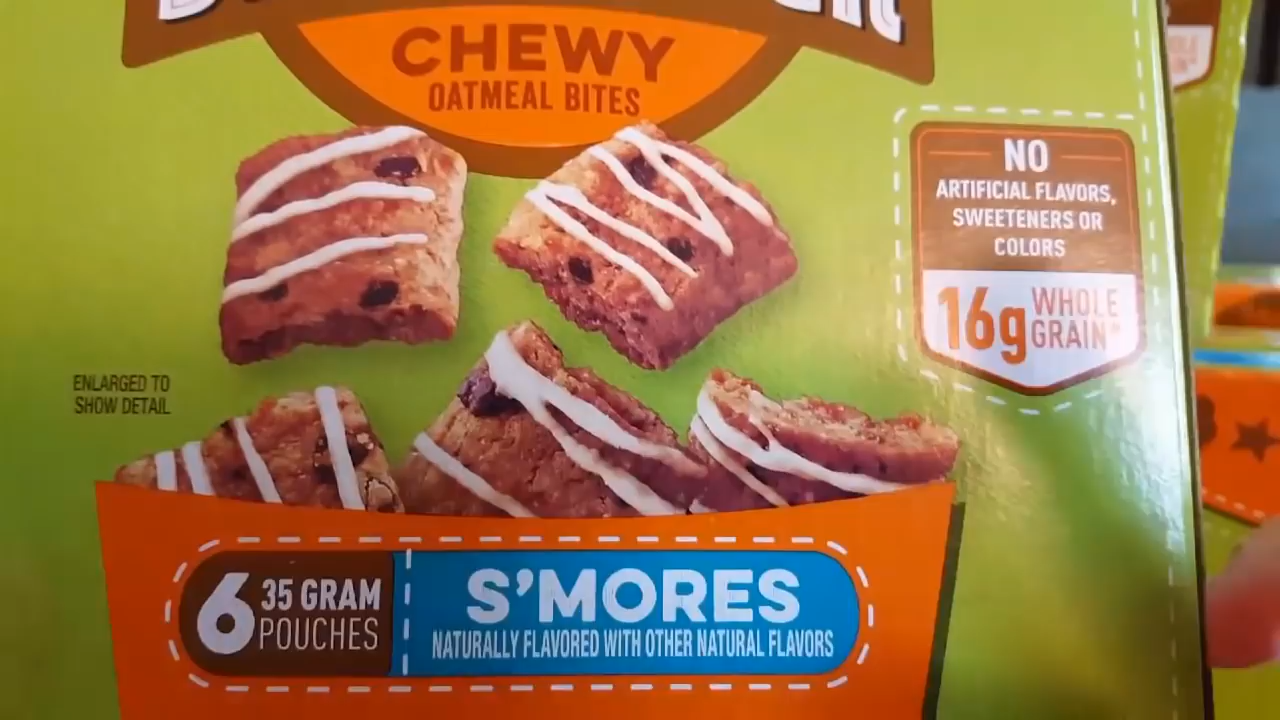 CHEWY
OATMEAL BITES
NO
ARTIFICIAL FLAVORS,
SWEETENERS OR
COLORS
16g WHOLE
GRAIN*
ENLARGED TO
SHOW DETAIL
6 35 GRAM
POUCHES
S'MORES
NATURALLY FLAVORED WITH OTHER NATURAL FLAVORS